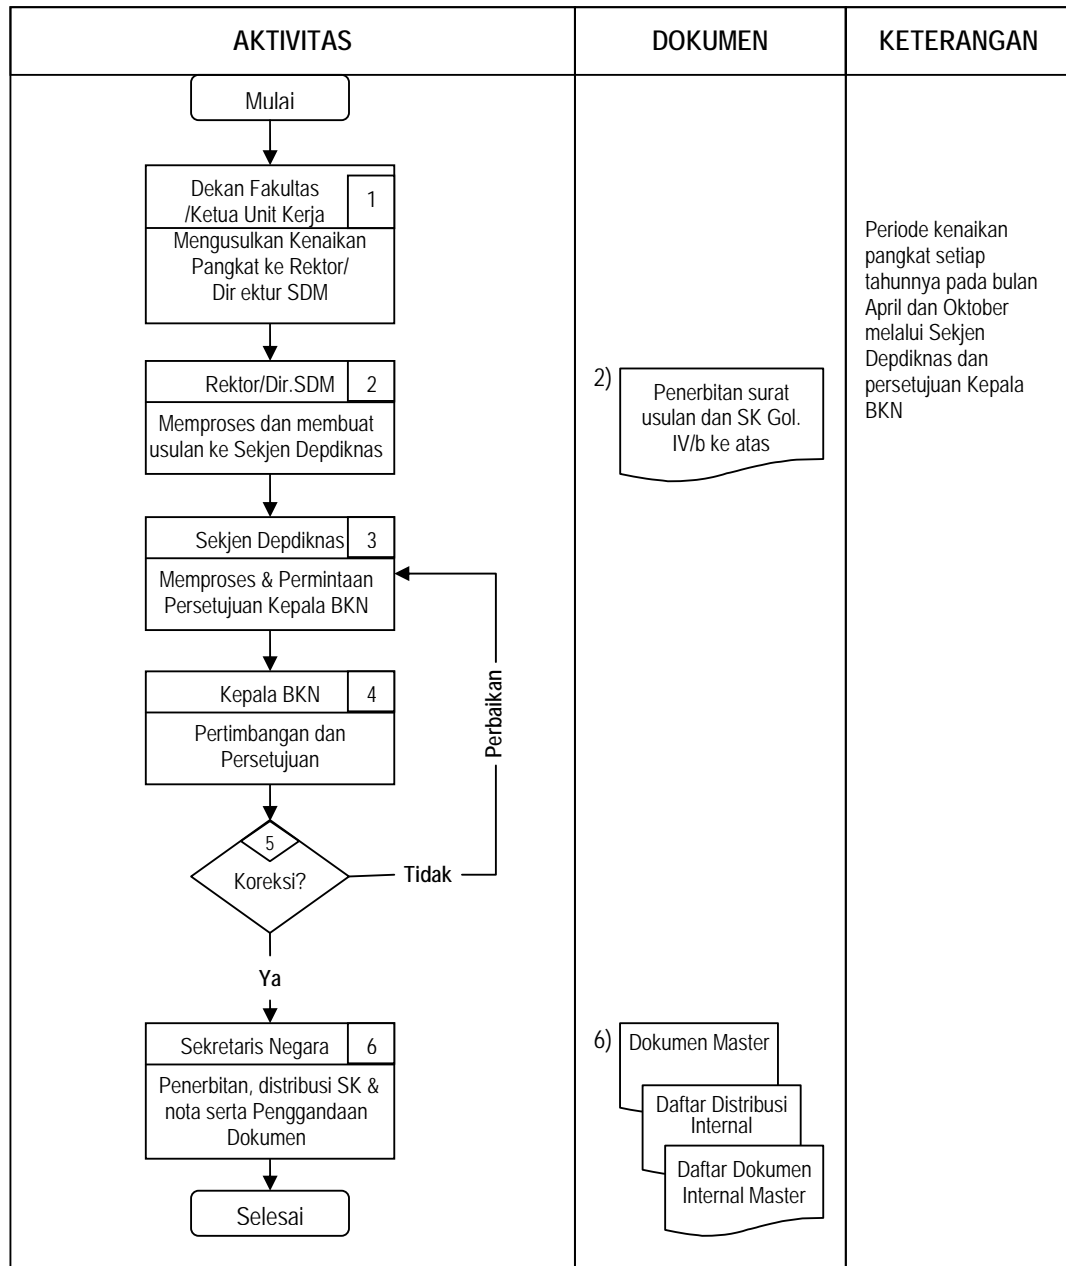 AKTIVITAS
DOKUMEN
KETERANGAN
Mulai
Dekan Fakultas
/Ketua Unit Kerja
1
Mengusulkan Kenaikan
Pangkat ke Rektor/
Dir ektur SDM
Periode kenaikan
pangkat setiap
tahunnya pada bulan
April dan Oktober
melalui Sekjen
Depdiknas dan
persetujuan Kepala
BKN
Rektor/Dir.SDM
2
Memproses dan membuat
usulan ke Sekjen Depdiknas
2)
Penerbitan surat
usulan dan SK Gol.
IV/b ke atas
Sekjen Depdiknas
3
Memproses & Permintaan
Persetujuan Kepala BKN
Kepala BKN
4
Pertimbangan dan
Persetujuan
Perbaikan
5
Koreksi?
Tidak
Ya
Sekretaris Negara
6
Penerbitan, distribusi SK &
nota serta Penggandaan
Dokumen
6)
Dokumen Master
Daftar Distribusi
Internal
Daftar Dokumen
Internal Master
Selesai